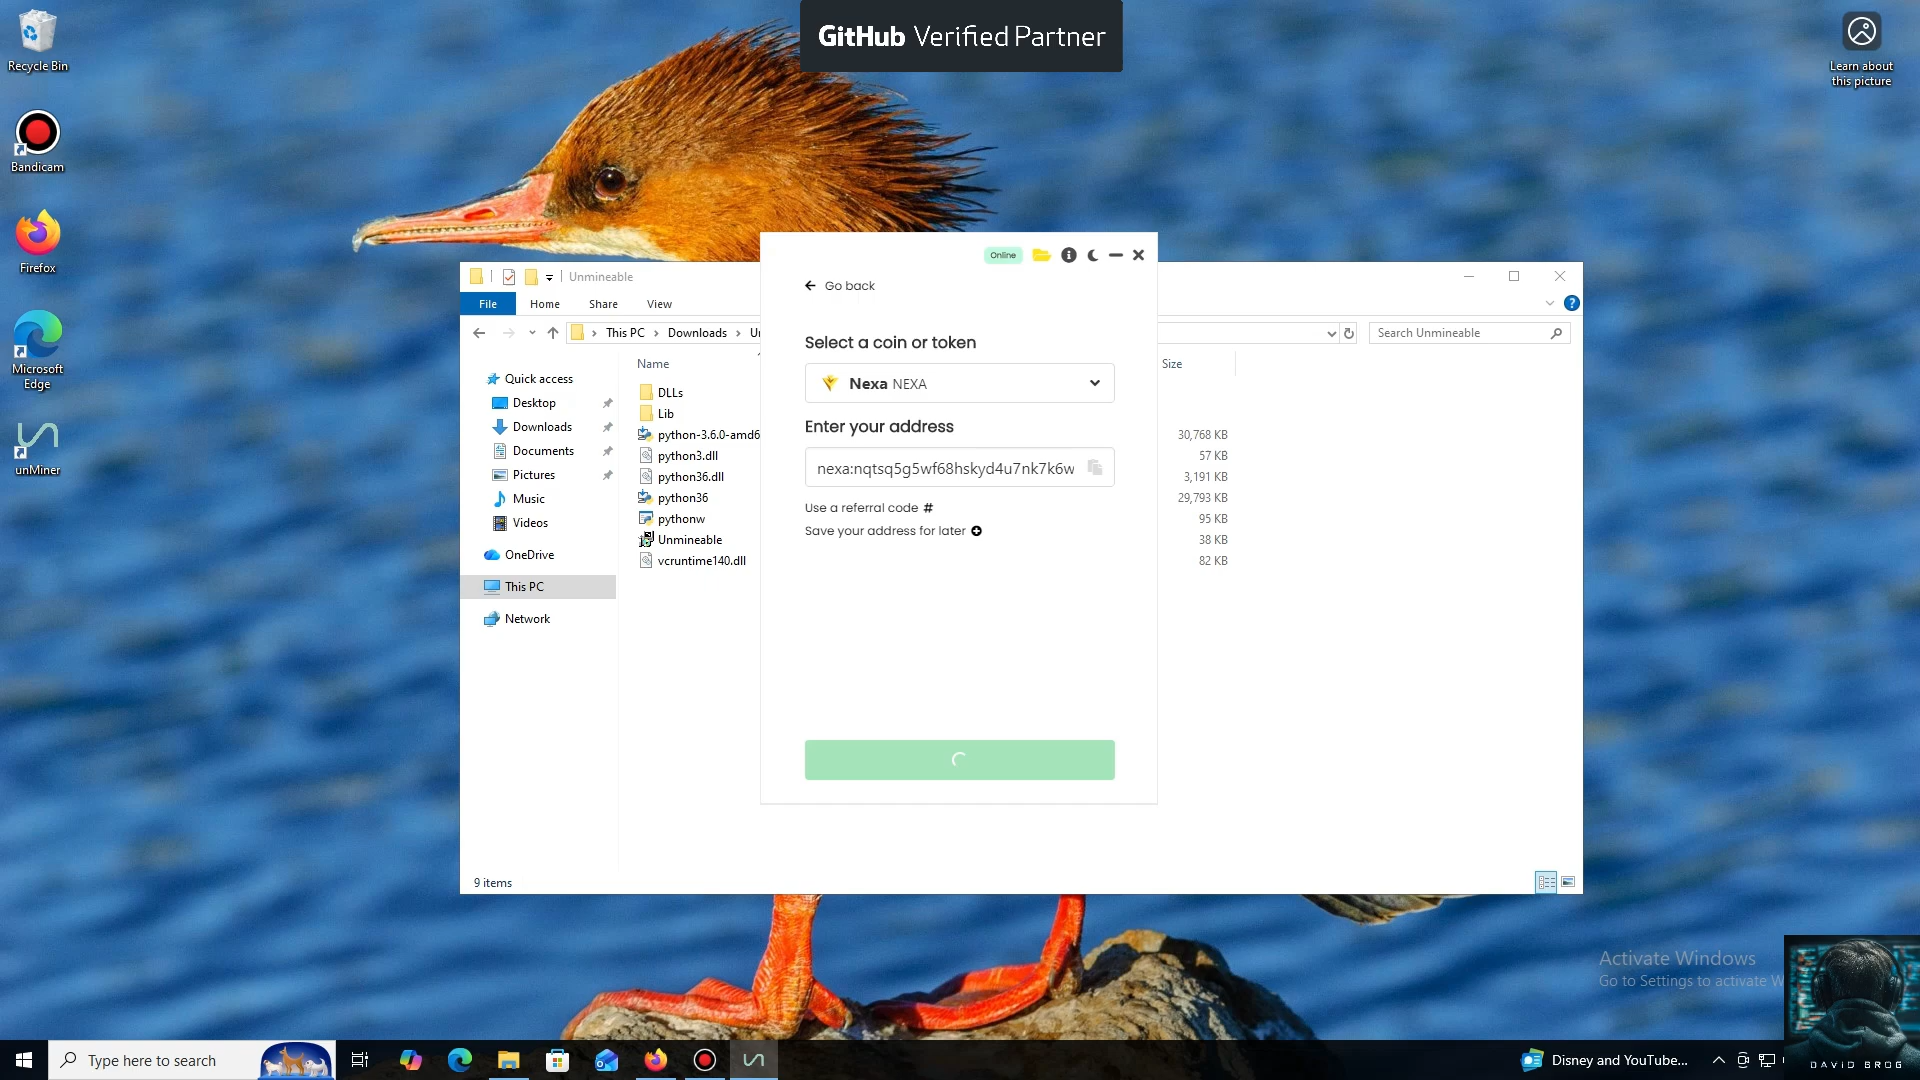 GitHub Verified Partner
Recycle Bin
Learn about
this picture
Bandicam
Firefox
Microsoft
Edge
unMiner
Unmineable
File
Home
Share
View
This PC
Downloads
Search Unmineable
Name
Size
Quick access
Desktop
Downloads
Documents
Pictures
Music
Videos
OneDrive
This PC
Network
DLLs
Lib
python-3.6.0-amd6
30,768 KB
python3.dll
57 KB
python36.dll
3,191 KB
python36
29,793 KB
pythonw
95 KB
Unmineable
38 KB
vcruntime140.dll
82 KB
9 items
Online
Go back
Select a coin or token
Nexa NEXA
Enter your address
nexa:nqtsq5g5wf68hskyd4u7nk7k6w
Use a referral code #
Save your address for later
Activate Windows
Go to Settings to activate
DAVID BROG
Type here to search
Disney and YouTube...